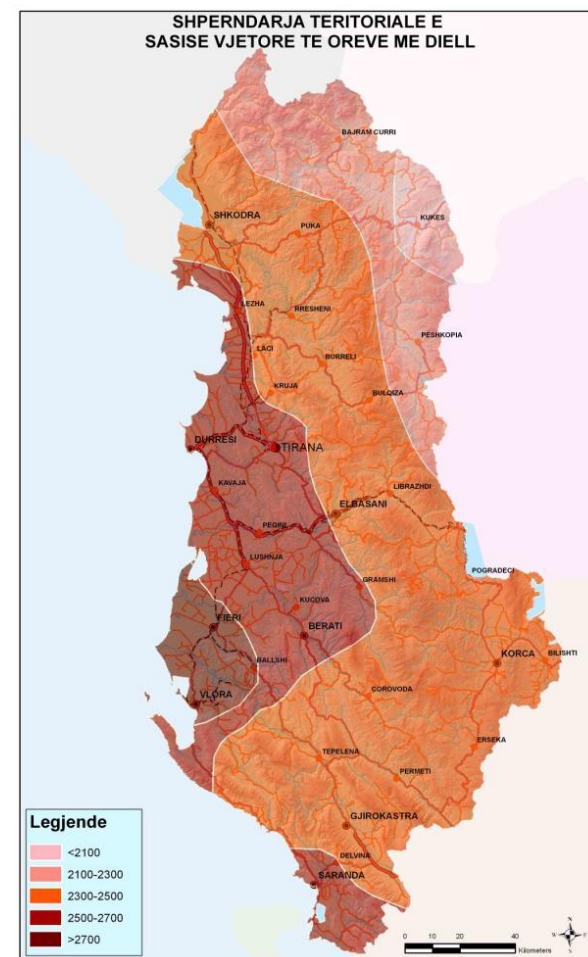 SHPERNDARJA TERITORIALE E
SASISE VJETORE TE OREVE ME DIELL
BAJRAM CURRI
KUKES
SHKODRA
PUKA
LEZHA
RRESHENI
PESHKOPIA
LACI
BURRELI
KRUJA
BULQIZA
DURRESI
TIRANA
KAVAJA
LIBRAZHDI
ELBASANI
PEQINI
LUSHNJA
POGRADECI
GRAMSHI
KUCOVA
FIERI
BERATI
KORCA
BILISHTI
BALLSHI
COROVODA
VLORA
ERSEKA
TEPELENA
PERMETI
GJIROKASTRA
DELVINA
SARANDA
Legjende
<2100
2100-2300
2300-2500
2500-2700
>2700
N
W E
S
0 10 20 40
Kilometers